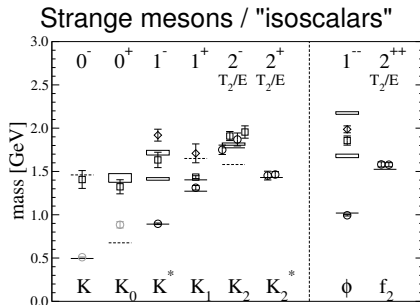 Strange mesons / "isoscalars"
3.0
0⁻ 0⁺ 1⁻ 1⁺ 2⁻ 2⁺ 1⁻⁻ 2⁺⁺
T₂/E T₂/E T₂/E
2.5
2.0
mass [GeV]
1.5
1.0
0.5
0.0
K K₀ K* K₁ K₂ K₂* ϕ f₂